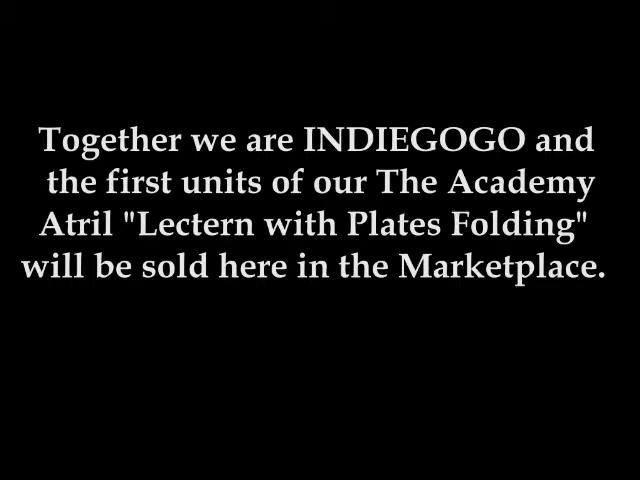 Together we are INDIEGOGO and
the first units of our The Academy
Atril "Lectern with Plates Folding"
will be sold here in the Marketplace.